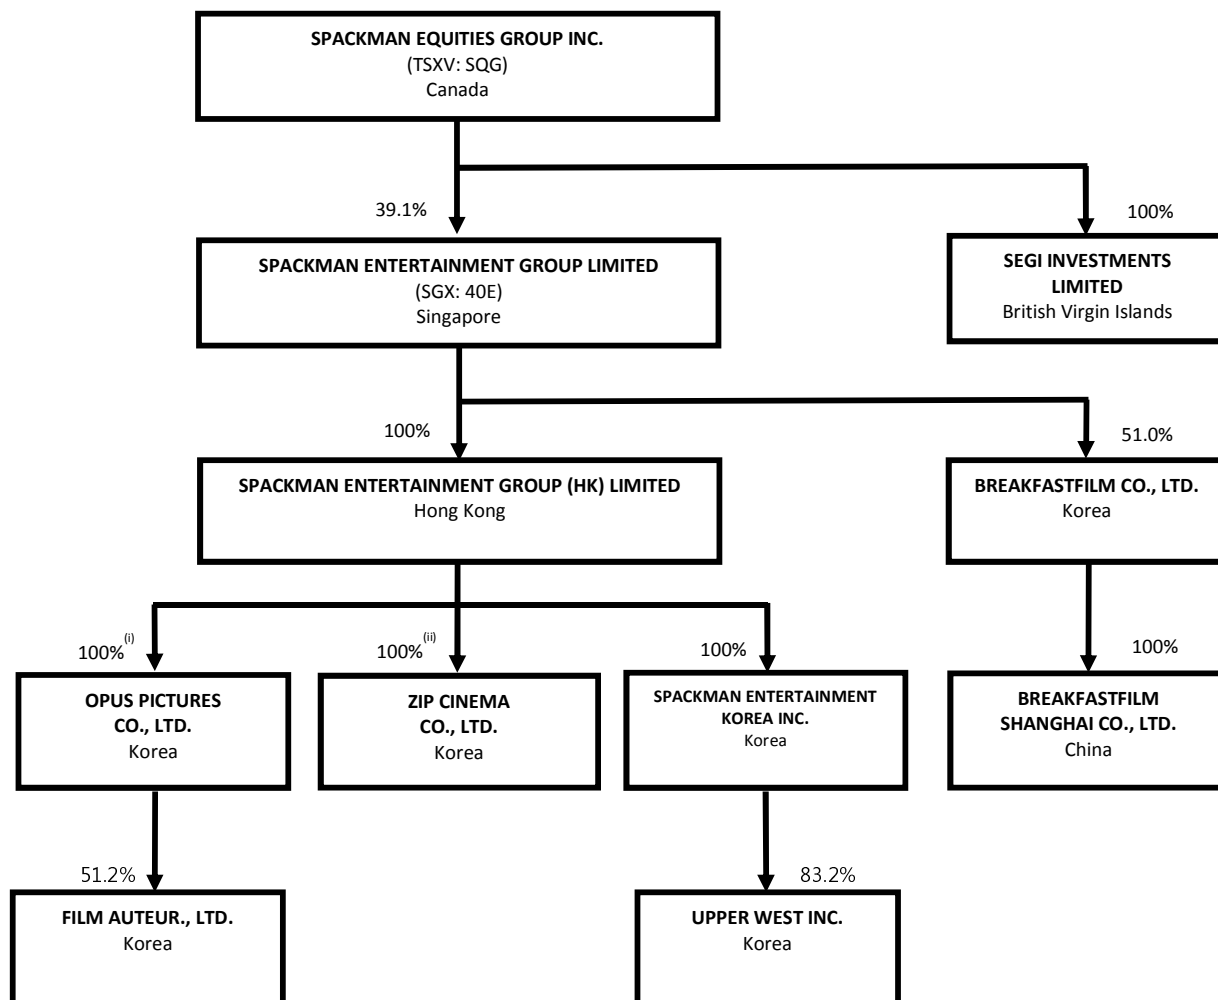 SPACKMAN EQUITIES GROUP INC.
(TSXV: SQG)
Canada
39.1%
100%
SPACKMAN ENTERTAINMENT GROUP LIMITED
(SGX: 40E)
Singapore
SEGI INVESTMENTS
LIMITED
British Virgin Islands
100%
51.0%
SPACKMAN ENTERTAINMENT GROUP (HK) LIMITED
Hong Kong
BREAKFASTFILM CO., LTD.
Korea
100%(i)
100%(ii)
100%
100%
OPUS PICTURES
CO., LTD.
Korea
ZIP CINEMA
CO., LTD.
Korea
SPACKMAN ENTERTAINMENT
KOREA INC.
Korea
BREAKFASTFILM
SHANGHAI CO., LTD.
China
51.2%
83.2%
FILM AUTEUR., LTD.
Korea
UPPER WEST INC.
Korea